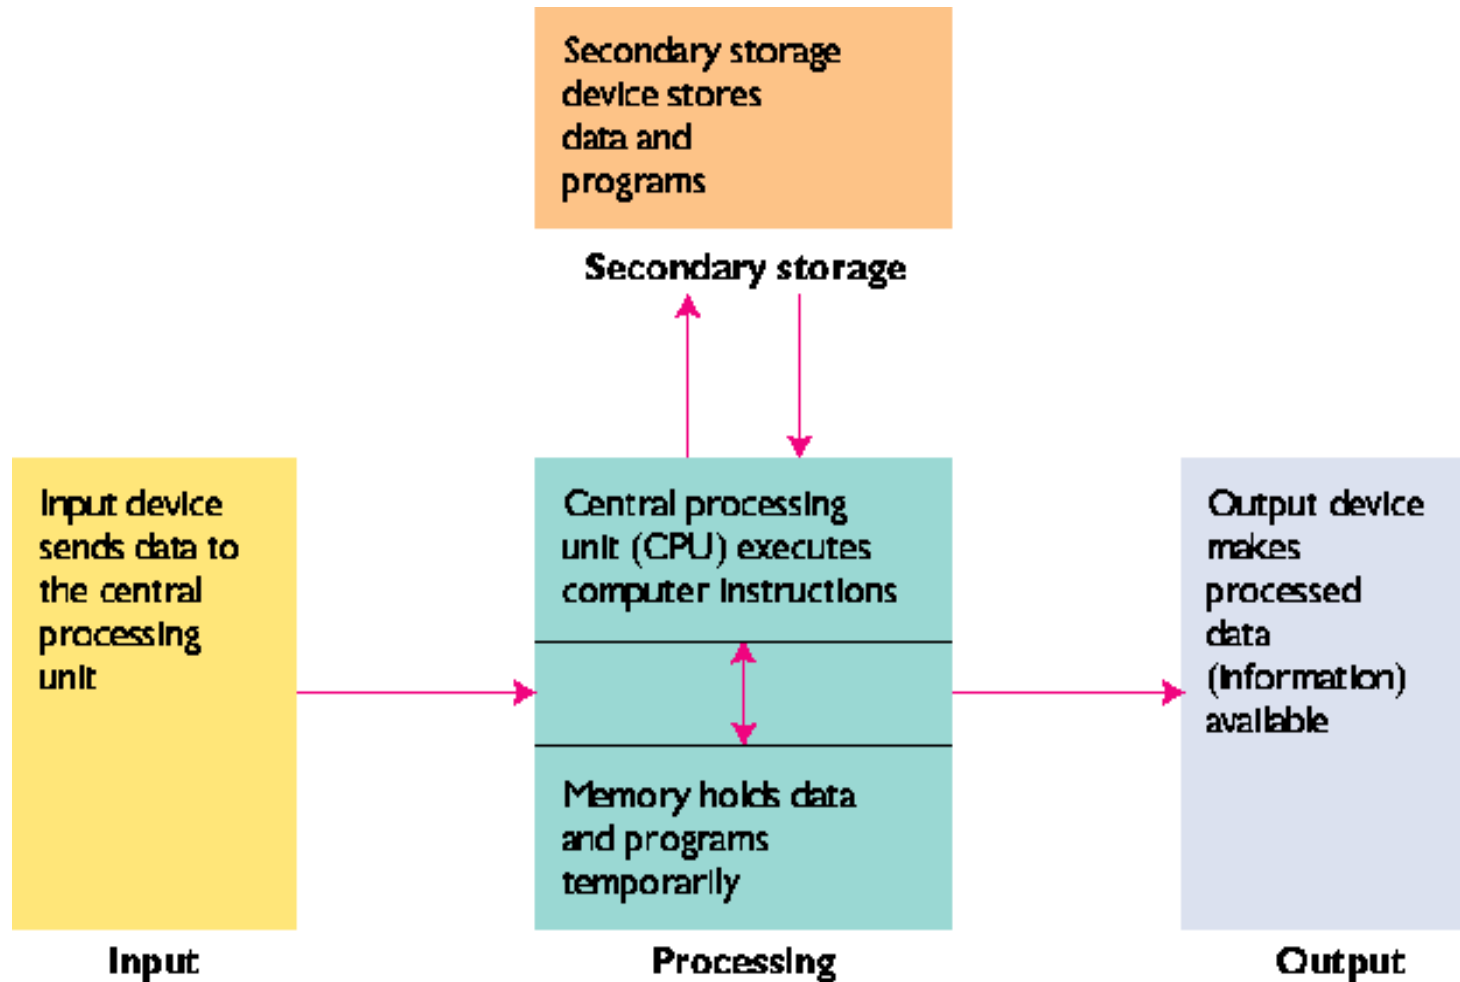 Secondary storage
device stores
data and
programs
Secondary storage
Input device
sends data to
the central
processing
unit
Input
Central processing
unit (CPU) executes
computer instructions
Memory holds data
and programs
temporarily
Processing
Output device
makes
processed
data
(information)
available
Output